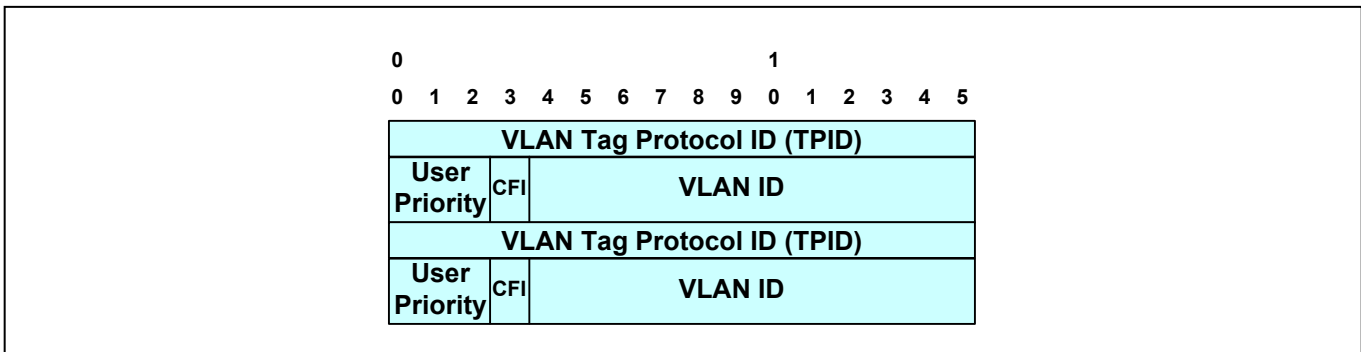 0 1
0 1 2 3 4 5 6 7 8 9 0 1 2 3 4 5
VLAN Tag Protocol ID (TPID)
User Priority CFI VLAN ID
VLAN Tag Protocol ID (TPID)
User Priority CFI VLAN ID